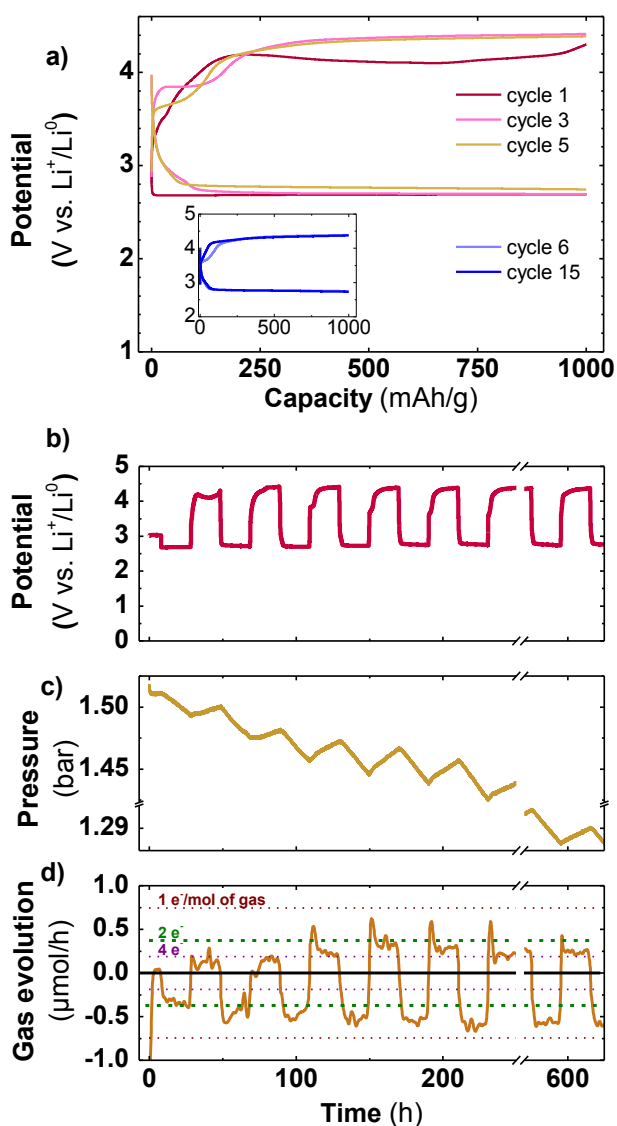 a)
Potential
(V vs. Li⁺/Li⁰)
4
3
2
1
cycle 1
cycle 3
cycle 5
cycle 6
cycle 15
5
4
3
2
0
500
1000
0
250
500
750
1000
Capacity (mAh/g)
b)
Potential
(V vs. Li⁺/Li⁰)
5
4
3
2
1
0
c)
Pressure
(bar)
1.50
1.45
1.29
d)
Gas evolution
(µmol/h)
1.0
0.5
0.0
-0.5
-1.0
1 e⁻/mol of gas
2 e⁻
4 e⁻
0
100
200
600
Time (h)